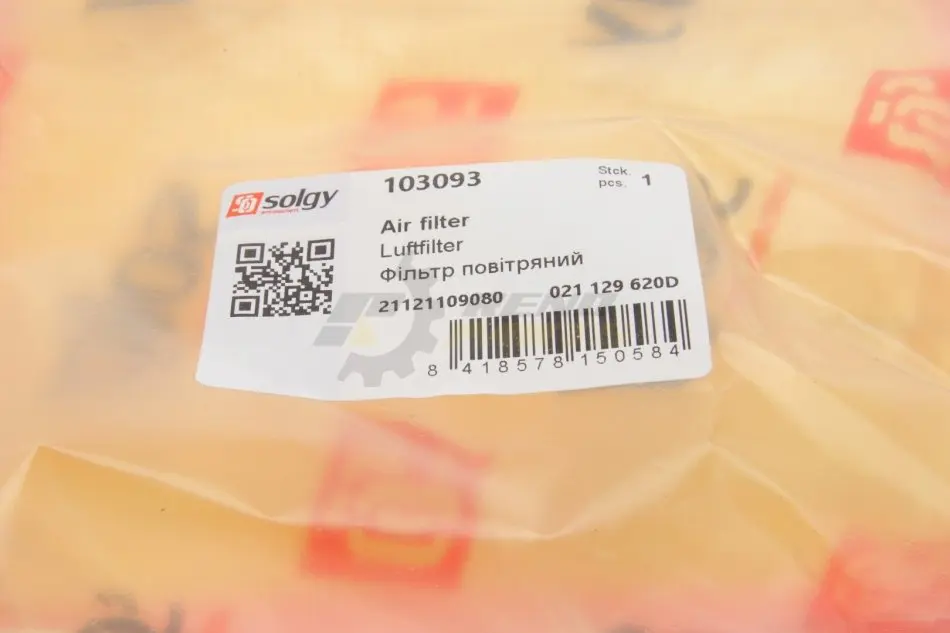 solgy
103093
Stck.
pcs. 1
Air filter
Luftfilter
Фільтр повітряний
21121109080 021 129 620D
8 418578 150584